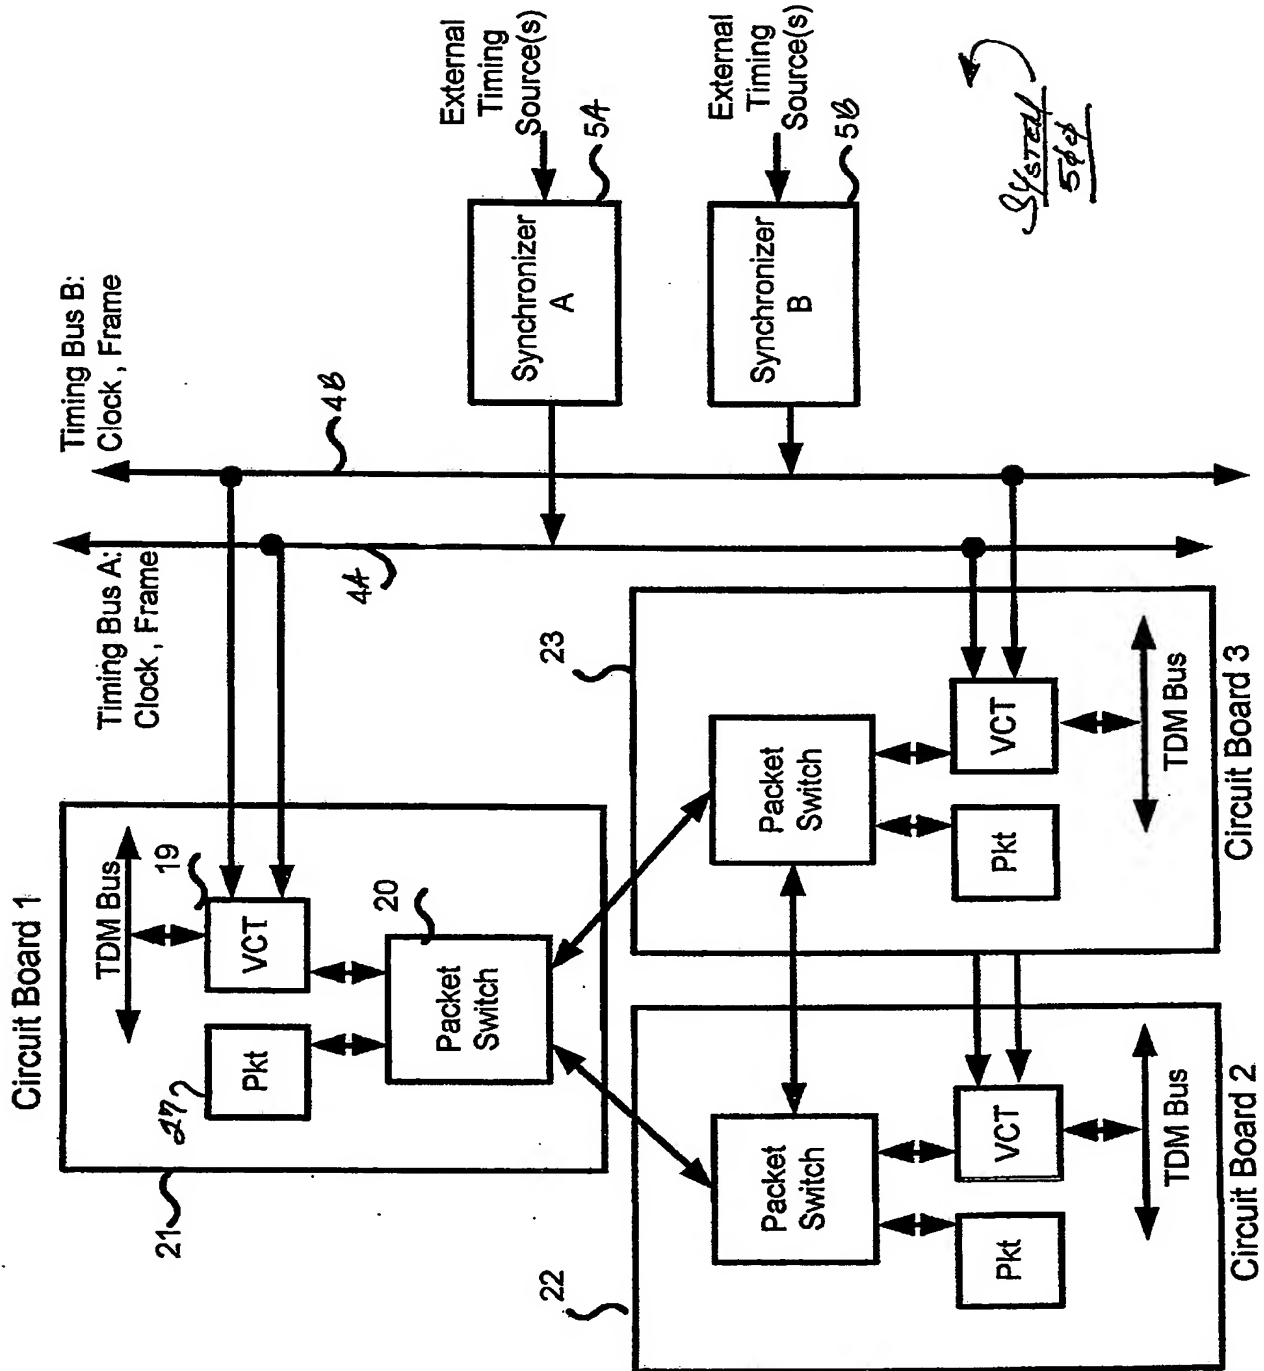 Circuit Board 1
TDM Bus
19
VCT
27
Pkt
20
Packet
Switch
21
Timing Bus A:
Clock , Frame
4A
Timing Bus B:
Clock , Frame
4B
External
Timing
Source(s)
Synchronizer
A
5A
External
Timing
Source(s)
Synchronizer
B
5B
SYSTEM
500
22
Packet
Switch
Pkt
VCT
TDM Bus
Circuit Board 2
23
Packet
Switch
Pkt
VCT
TDM Bus
Circuit Board 3